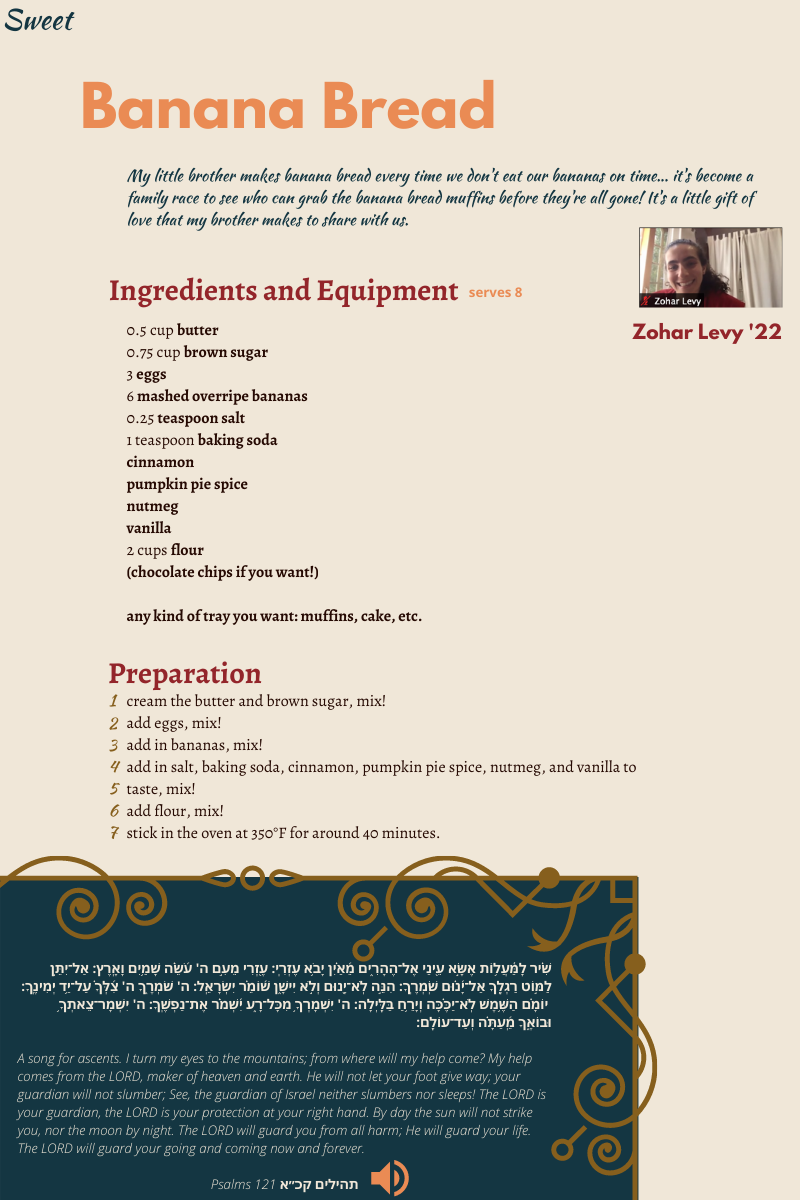 Sweet
Banana Bread
My little brother makes banana bread every time we don't eat our bananas on time... it's become a
family race to see who can grab the banana bread muffins before they're all gone! It's a little gift of
love that my brother makes to share with us.
Zohar Levy
Zohar Levy '22
Ingredients and Equipment serves 8
0.5 cup butter
0.75 cup brown sugar
3 eggs
6 mashed overripe bananas
0.25 teaspoon salt
1 teaspoon baking soda
cinnamon
pumpkin pie spice
nutmeg
vanilla
2 cups flour
(chocolate chips if you want!)
any kind of tray you want: muffins, cake, etc.
Preparation
1 cream the butter and brown sugar, mix!
2 add eggs, mix!
3 add in bananas, mix!
4 add in salt, baking soda, cinnamon, pumpkin pie spice, nutmeg, and vanilla to
5 taste, mix!
6 add flour, mix!
7 stick in the oven at 350°F for around 40 minutes.
שִׁיר לַמַּעֲלוֹת אֶשָּׂא עֵינַי אֶל־הֶהָרִים מֵאַיִן יָבֹא עֶזְרִי׃ עֶזְרִי מֵעִם ה' עֹשֵׂה שָׁמַיִם וָאָרֶץ׃ אַל־יִתֵּן
לַמּוֹט רַגְלֶךָ אַל־יָנוּם שֹׁמְרֶךָ׃ הִנֵּה לֹא־יָנוּם וְלֹא יִישָׁן שׁוֹמֵר יִשְׂרָאֵל׃ ה' שֹׁמְרֶךָ ה' צִלְּךָ עַל־יַד יְמִינֶךָ׃
יוֹמָם הַשֶּׁמֶשׁ לֹא־יַכֶּכָּה וְיָרֵחַ בַּלָּיְלָה׃ ה' יִשְׁמָרְךָ מִכָּל־רָע יִשְׁמֹר אֶת־נַפְשֶׁךָ׃ ה' יִשְׁמָר־צֵאתְךָ
וּבוֹאֶךָ מֵעַתָּה וְעַד־עוֹלָם׃
A song for ascents. I turn my eyes to the mountains; from where will my help come? My help
comes from the LORD, maker of heaven and earth. He will not let your foot give way; your
guardian will not slumber; See, the guardian of Israel neither slumbers nor sleeps! The LORD is
your guardian, the LORD is your protection at your right hand. By day the sun will not strike
you, nor the moon by night. The LORD will guard you from all harm; He will guard your life.
The LORD will guard your going and coming now and forever.
Psalms 121 תהילים קכ״א